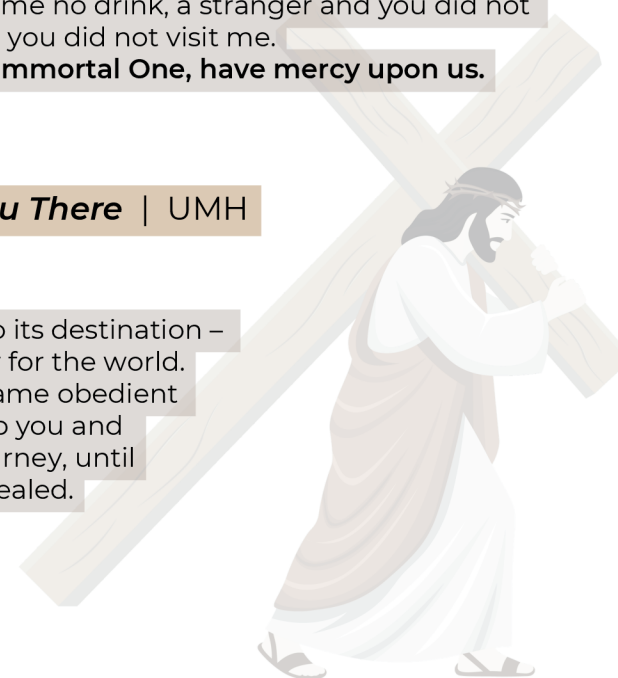 me no drink, a stranger and you did not
you did not visit me.
mmortal One, have mercy upon us.
u There | UMH
o its destination –
for the world.
ame obedient
o you and
rney, until
ealed.